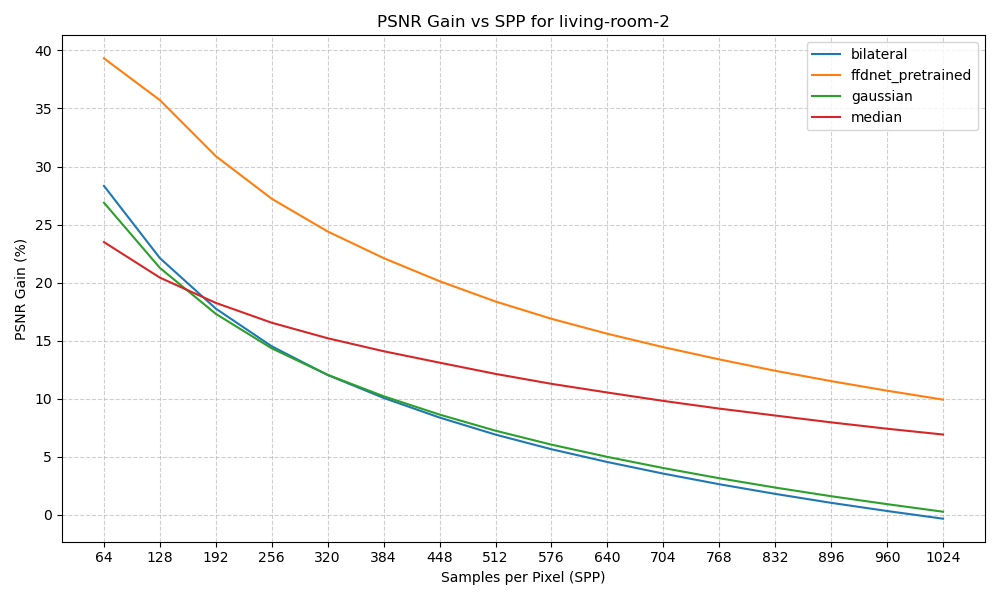 PSNR Gain vs SPP for living-room-2
bilateral
ffdnet_pretrained
gaussian
median
PSNR Gain (%)
40
35
30
25
20
15
10
5
0
64 128 192 256 320 384 448 512 576 640 704 768 832 896 960 1024
Samples per Pixel (SPP)